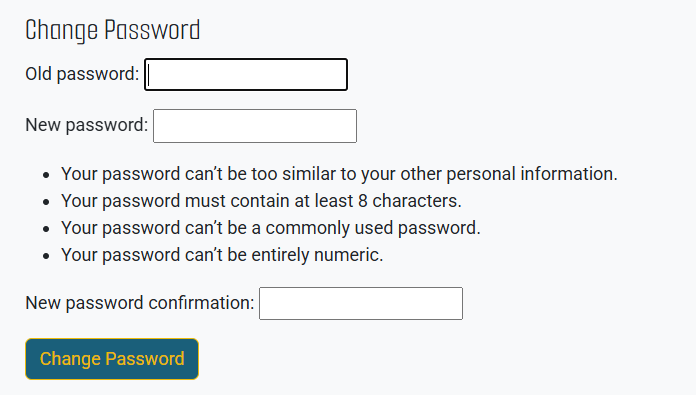 Change Password
Old password:
New password:
Your password can’t be too similar to your other personal information.
Your password must contain at least 8 characters.
Your password can’t be a commonly used password.
Your password can’t be entirely numeric.
New password confirmation:
Change Password